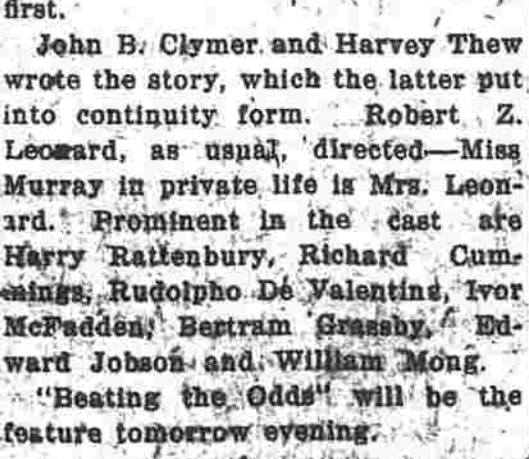 first.
John B. Clymer and Harvey Thew
wrote the story, which the latter put
into continuity form. Robert Z.
Leonard, as usual, directed—Miss
Murray in private life is Mrs. Leon-
ard. Prominent in the cast are
Harry Rattenbury, Richard Cum-
mings, Rudolpho De Valentine, Ivor
McFadden, Bertram Grassby, Ed-
ward Jobson and William Mong.
"Beating the Odds" will be the
feature tomorrow evening.